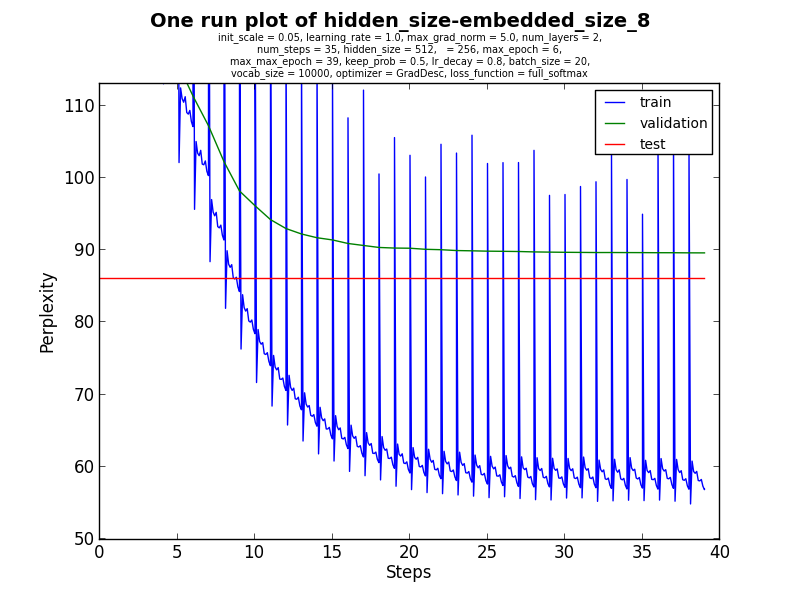 One run plot of hidden_size-embedded_size_8
init_scale = 0.05, learning_rate = 1.0, max_grad_norm = 5.0, num_layers = 2,
num_steps = 35, hidden_size = 512,   = 256, max_epoch = 6,
max_max_epoch = 39, keep_prob = 0.5, lr_decay = 0.8, batch_size = 20,
vocab_size = 10000, optimizer = GradDesc, loss_function = full_softmax
train
validation
test
110
100
90
80
70
60
50
Perplexity
0 5 10 15 20 25 30 35 40
Steps